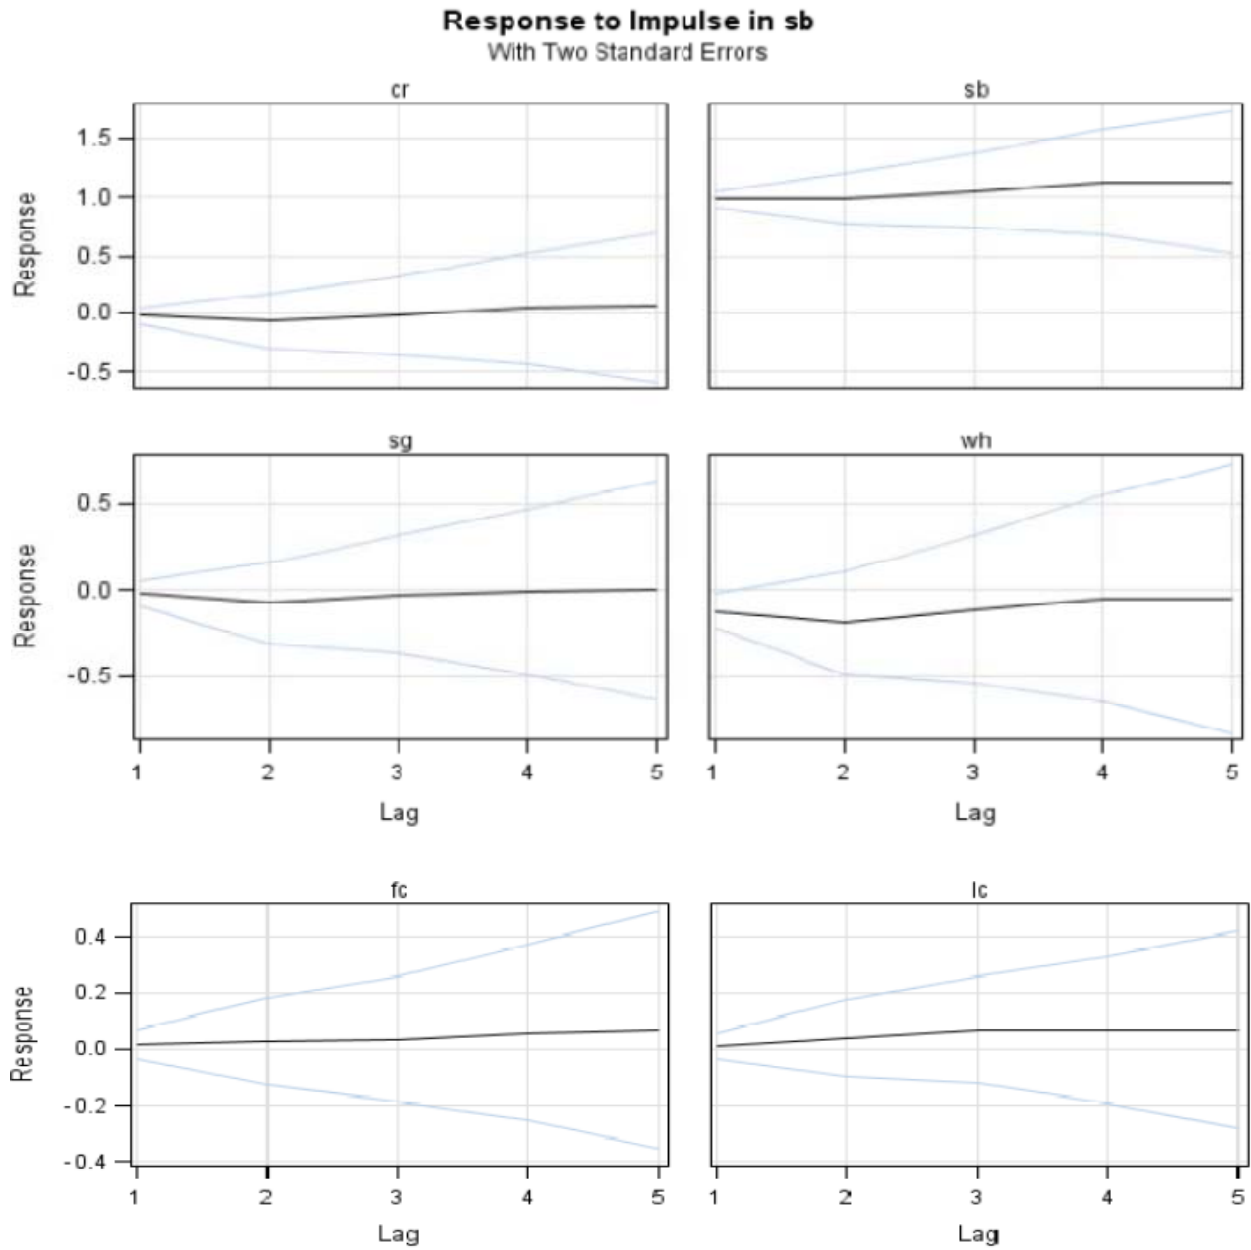 Response to Impulse in sb
With Two Standard Errors
cr sb
1.5
1.0
0.5
0.0
-0.5
Response
sg wh
0.5
0.0
-0.5
Response
1 2 3 4 5 1 2 3 4 5
Lag Lag
fc lc
0.4
0.2
0.0
-0.2
-0.4
Response
1 2 3 4 5 1 2 3 4 5
Lag Lag